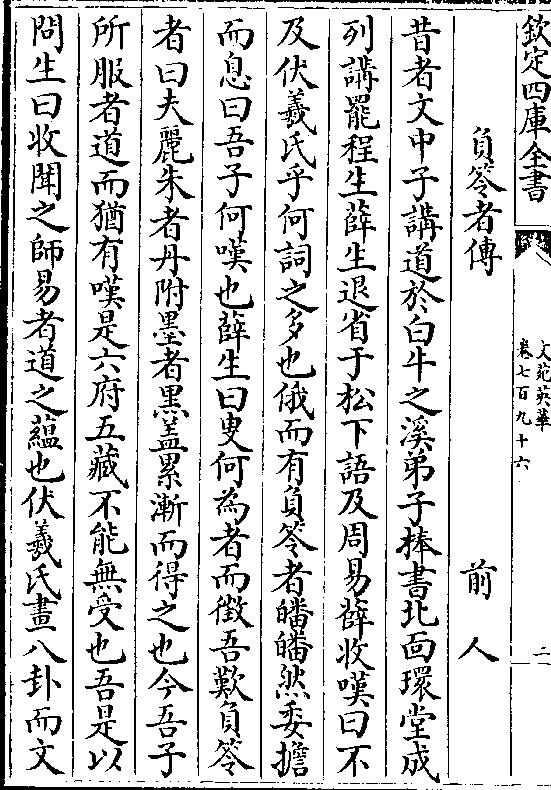 欽定四庫全書
文苑英華
卷七百九十六
二
負笭者傳 前人
昔者文中子講道於白牛之溪弟子捧書北面環堂成
列講罷程生薛生退省于松下語及周易薛收嘆曰不
及伏羲氏乎何詞之多也俄而有負笭者皤皤然委擔
而息曰吾子何嘆也薛生曰叟何為者而徵吾歎負笭
者曰夫麗朱者丹附墨者黑盖累漸而得之也今吾子
所服者道而猶有嘆是六府五藏不能無受也吾是以
問生曰收聞之師易者道之蘊也伏羲氏畫八卦而文